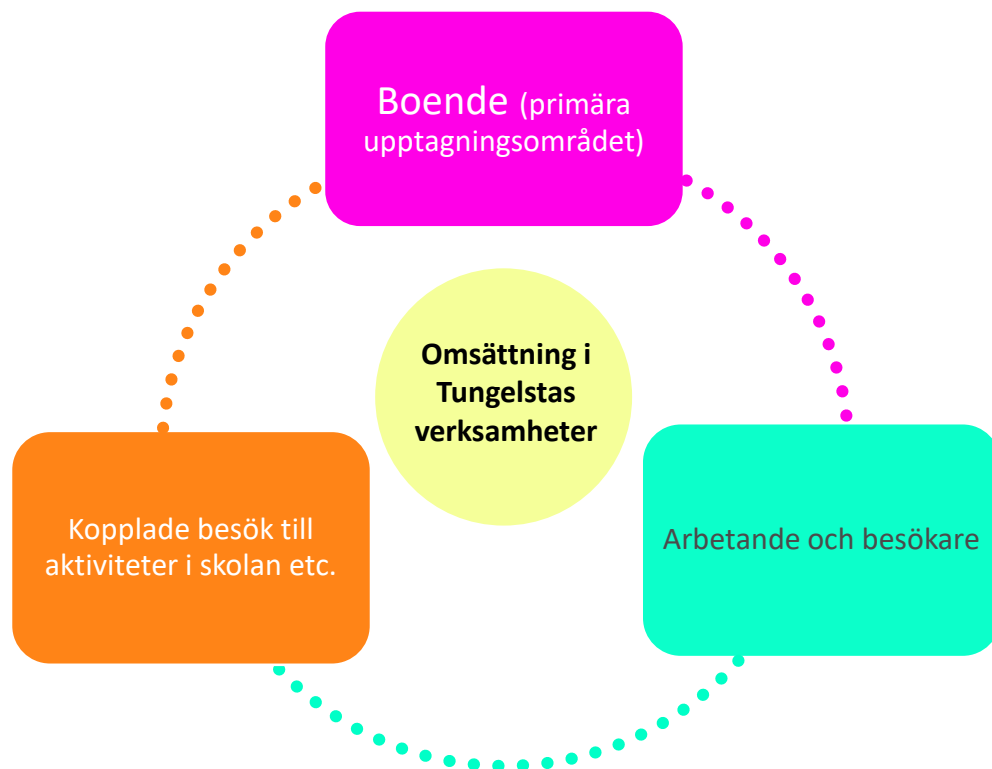 Boende (primära
upptagningsområdet)
Omsättning i
Tungelstas
verksamheter
Kopplade besök till
aktiviteter i skolan etc.
Arbetande och besökare